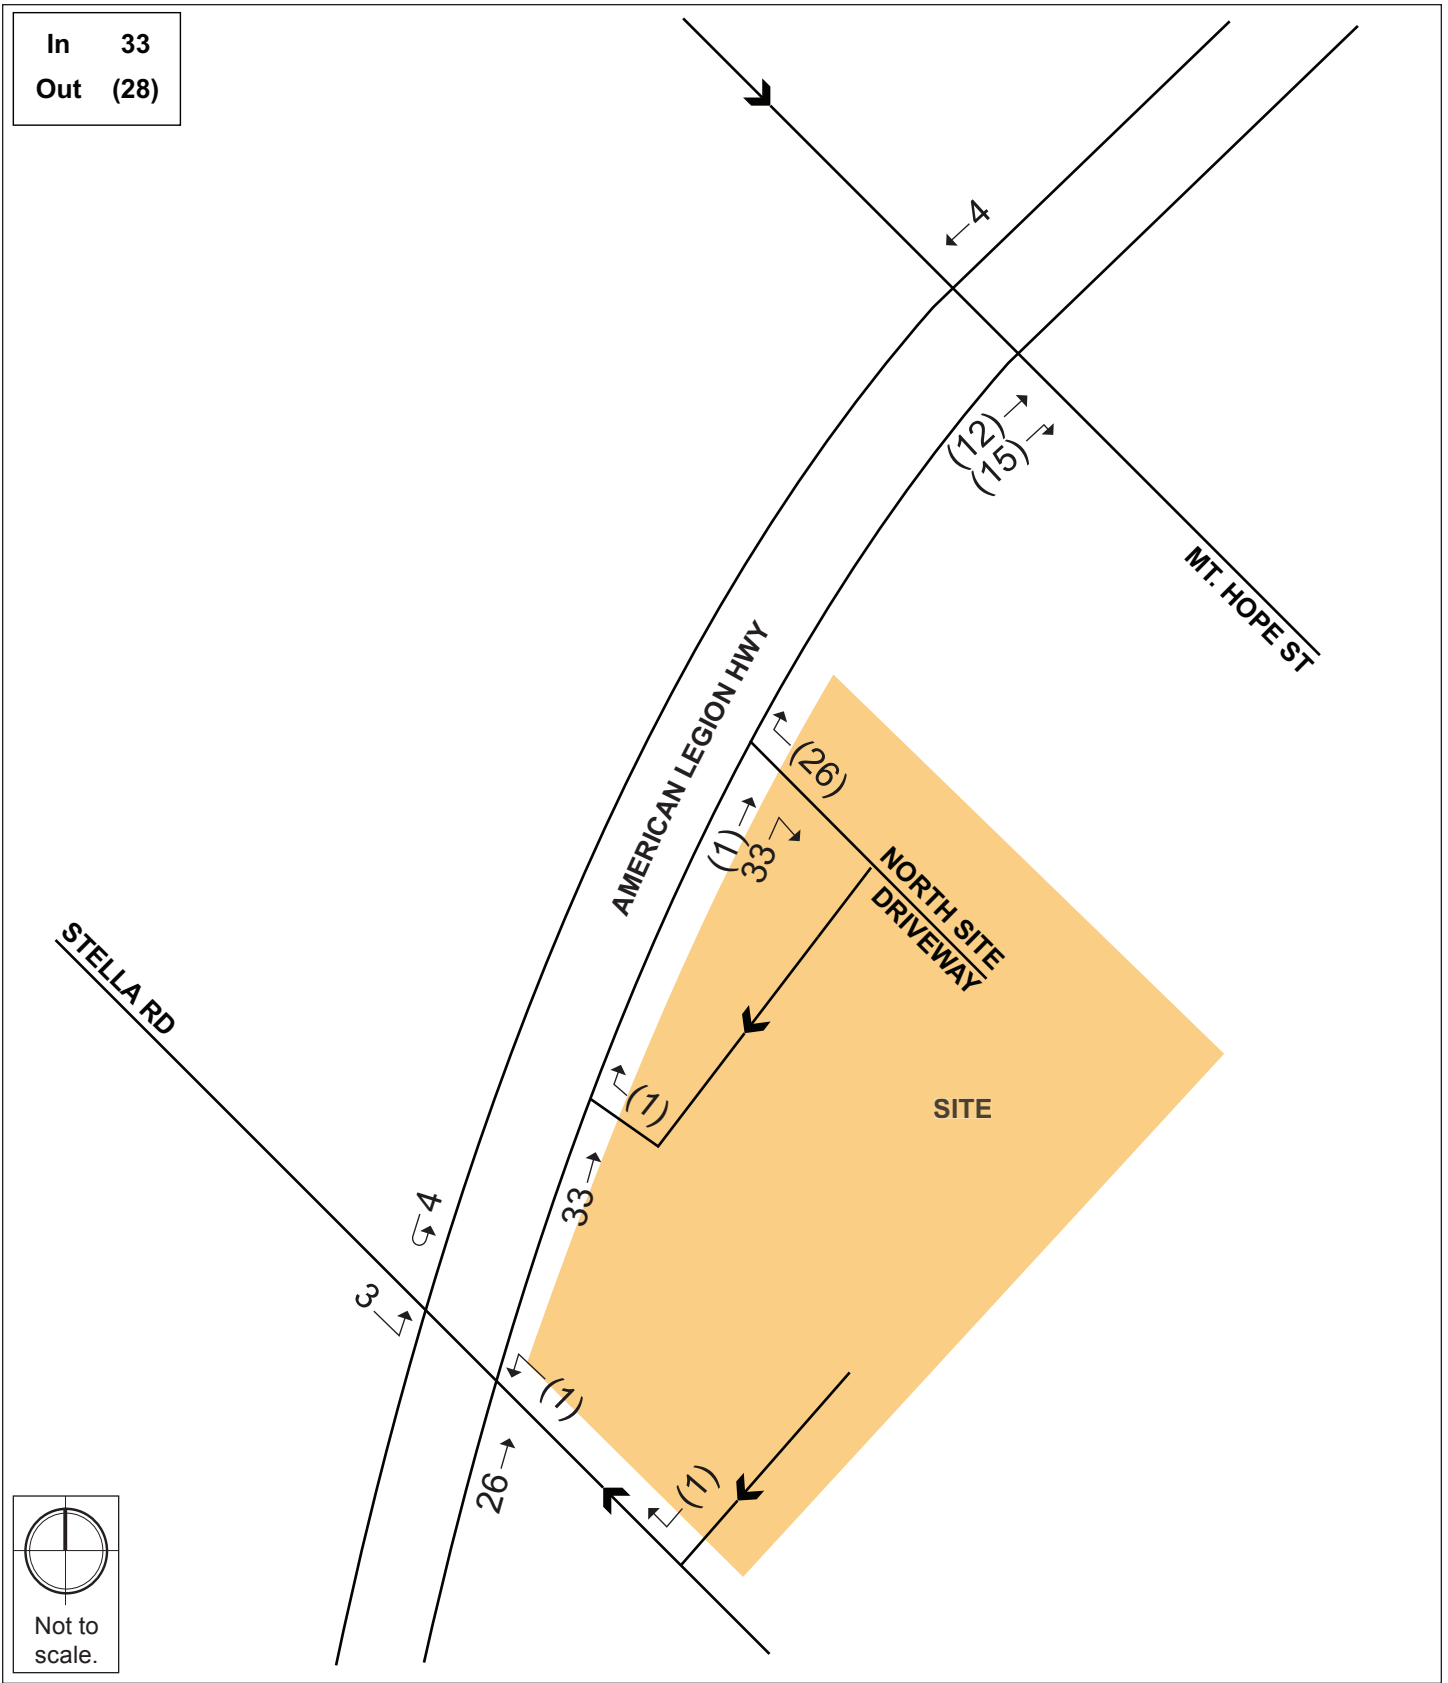 In 33
Out (28)
4
(12)
(15)
MT. HOPE ST
AMERICAN LEGION HWY
(26)
(1)
33
NORTH SITE
DRIVEWAY
STELLA RD
SITE
(1)
33
4
3
(1)
26
(1)
Not to
scale.